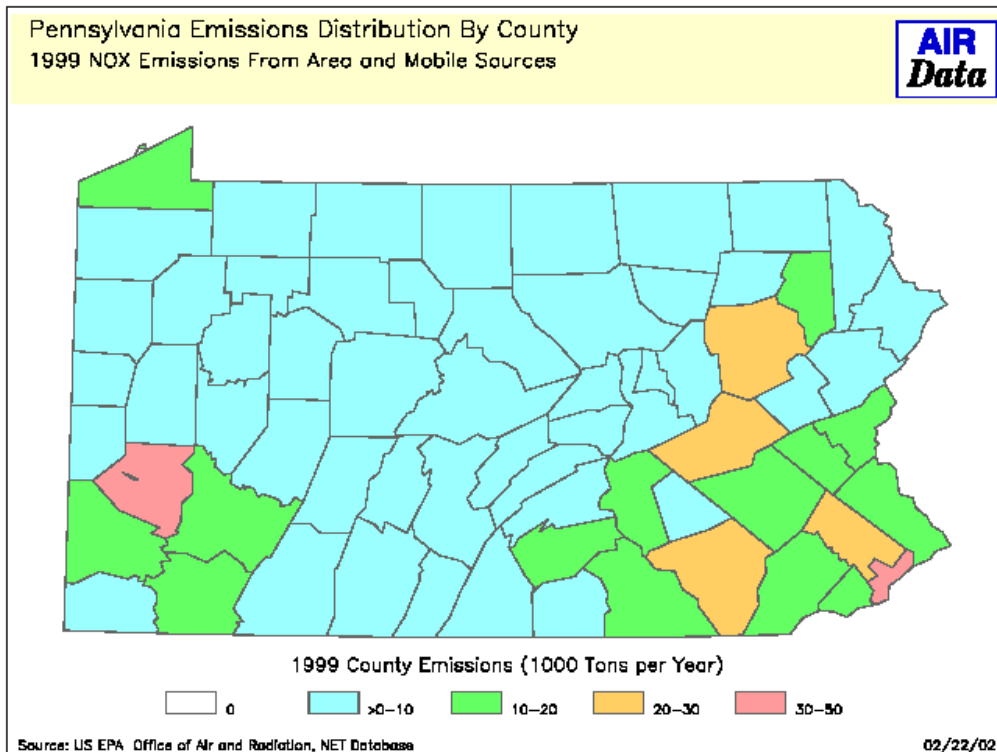 Pennsylvania Emissions Distribution By County
1999 NOX Emissions From Area and Mobile Sources
AIR
Data
1999 County Emissions (1000 Tons per Year)
0 >0-10 10-20 20-30 30-50
Source: US EPA Office of Air and Radiation, NET Database 02/22/02